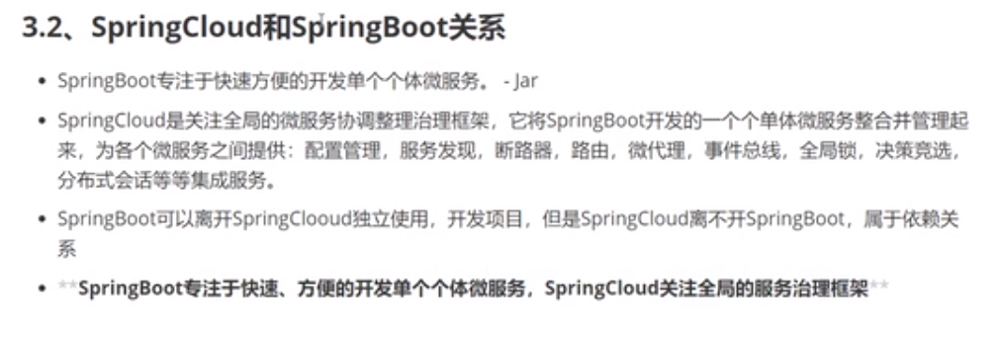 3.2、SpringCloud和SpringBoot关系
SpringBoot专注于快速方便的开发单个个体微服务。 - Jar
SpringCloud是关注全局的微服务协调整理治理框架，它将SpringBoot开发的一个个单体微服务整合并管理起
来，为各个微服务之间提供：配置管理，服务发现，断路器，路由，微代理，事件总线，全局锁，决策竞选，
分布式会话等等集成服务。
SpringBoot可以离开SpringClooud独立使用，开发项目，但是SpringCloud离不开SpringBoot，属于依赖关
系
**SpringBoot专注于快速、方便的开发单个个体微服务，SpringCloud关注全局的服务治理框架**